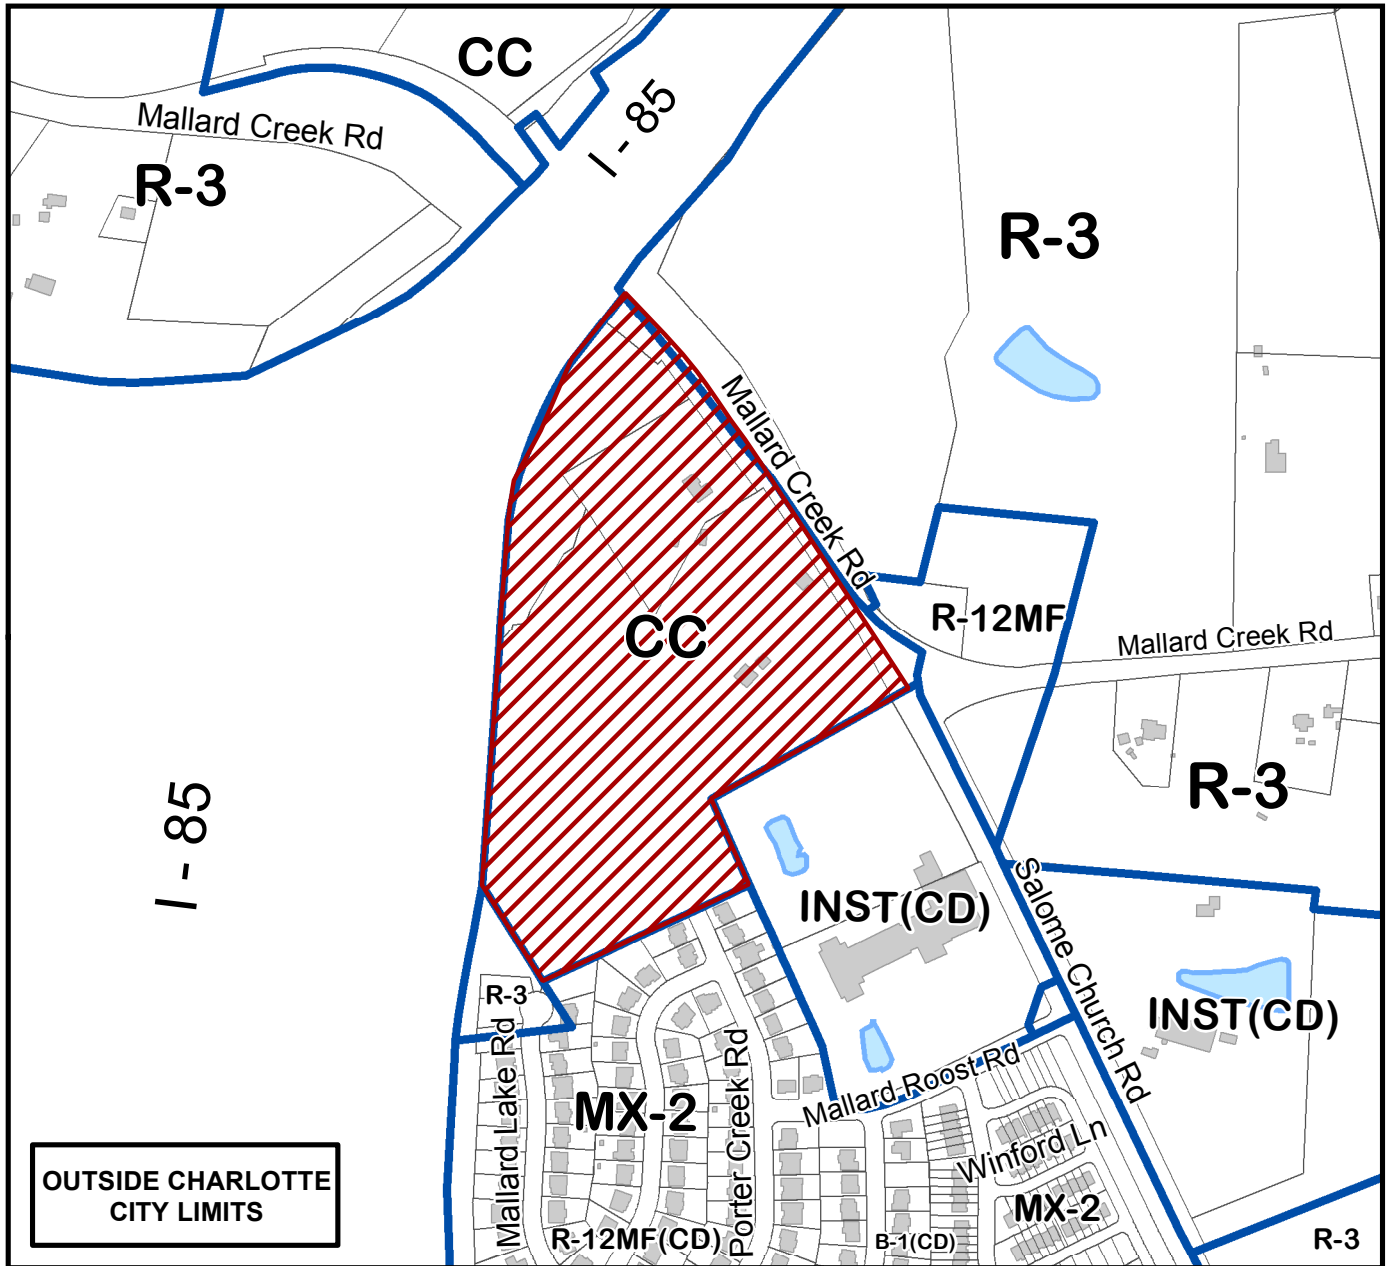 CC
I - 85
Mallard Creek Rd
R-3
R-3
Mallard Creek Rd
R-12MF
CC
Mallard Creek Rd
R-3
I - 85
INST(CD)
Salome Church Rd
R-3
INST(CD)
Mallard Lake Rd
Porter Creek Rd
Mallard Roost Rd
MX-2
Winford Ln
OUTSIDE CHARLOTTE
CITY LIMITS
MX-2
R-12MF(CD)
B-1(CD)
R-3